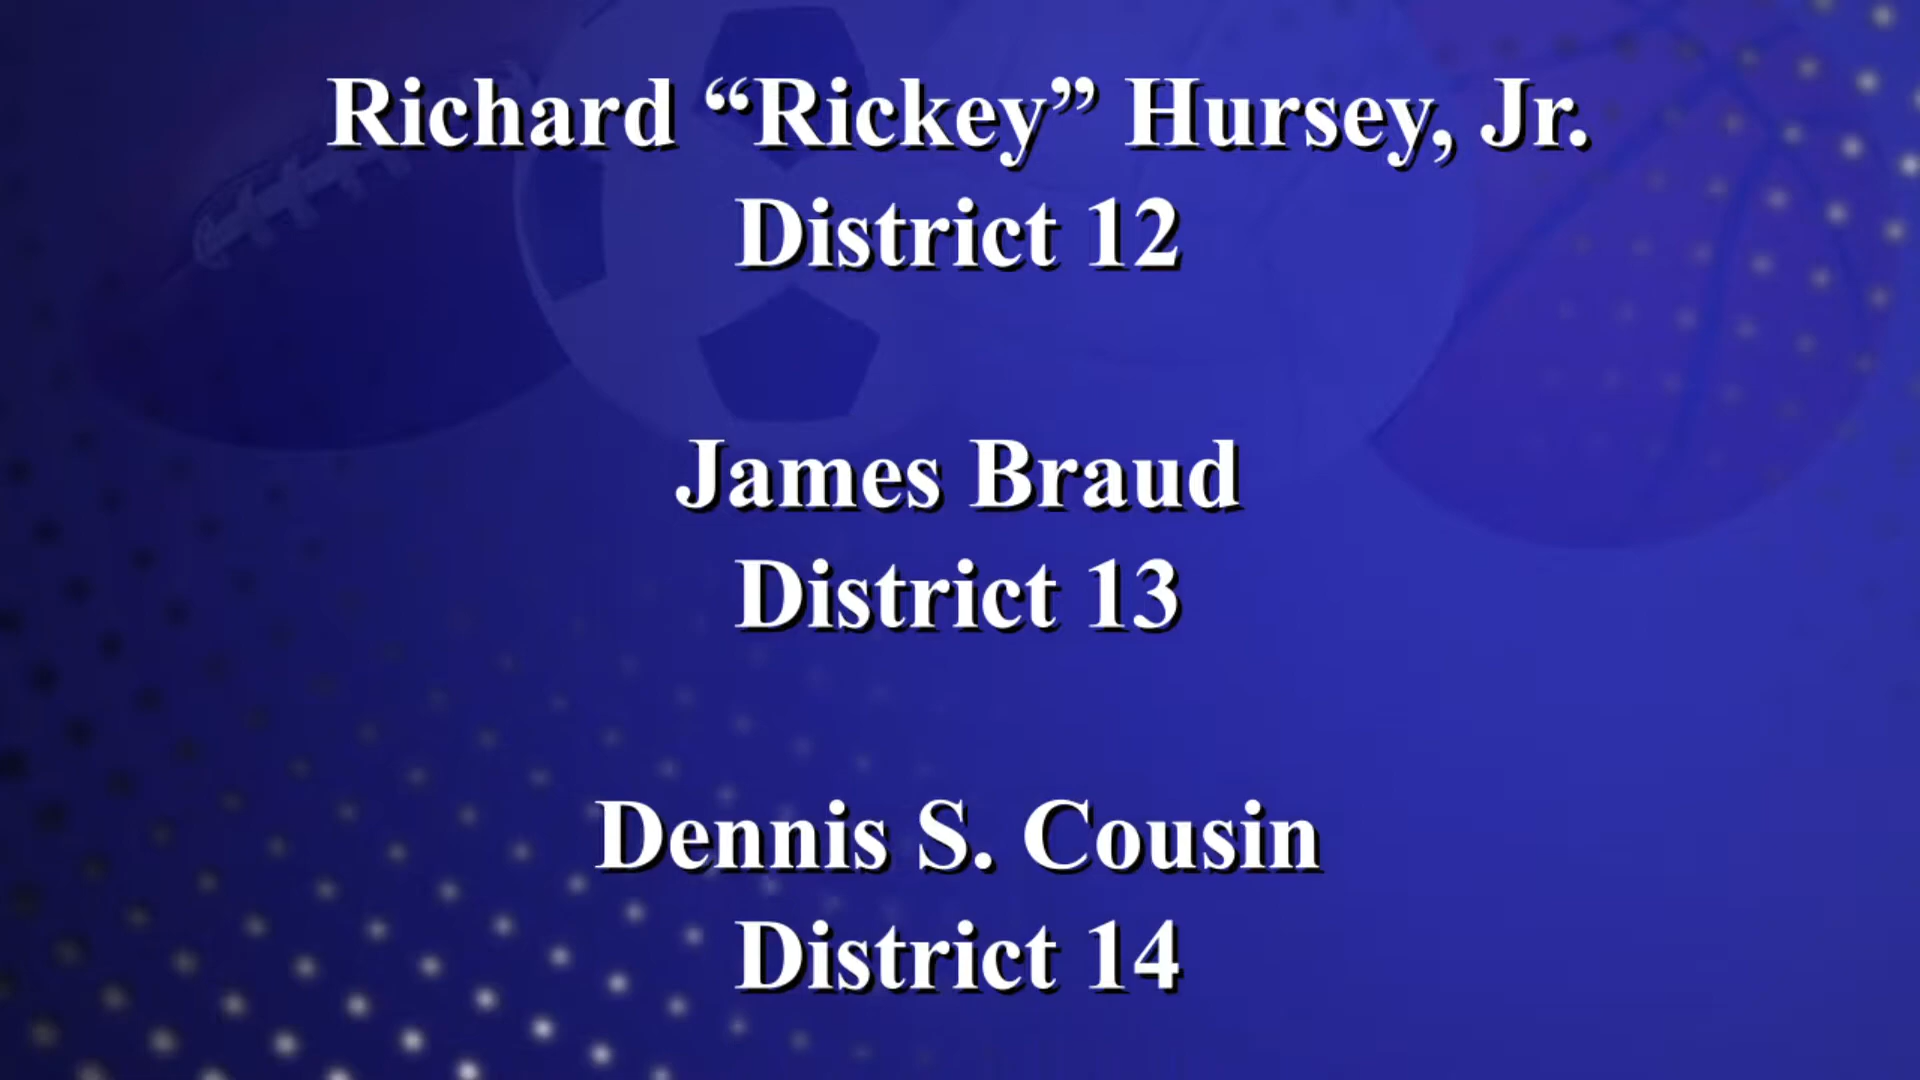 Richard “Rickey” Hursey, Jr.
District 12
James Braud
District 13
Dennis S. Cousin
District 14